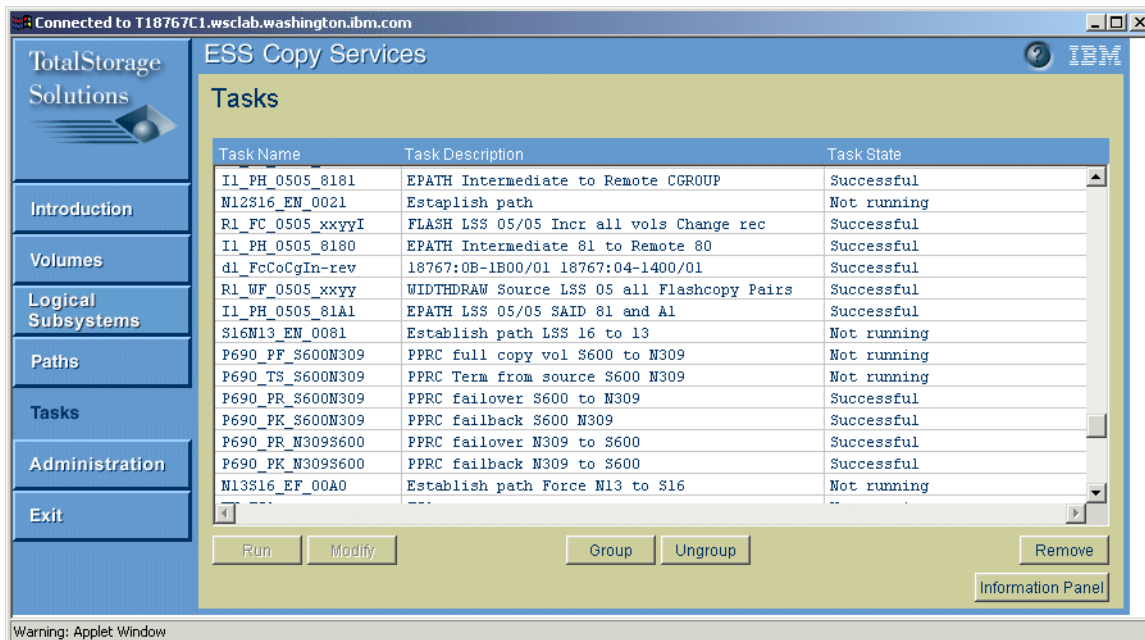 Connected to T18767C1.wsclab.washington.ibm.com
TotalStorage
Solutions
ESS Copy Services
? IBM
Tasks
Task Name Task Description Task State
I1_PH_0505_8181 EPATH Intermediate to Remote CGROUP Successful
N12S16_EN_0021 Estaplish path Not running
R1_FC_0505_xxyyI FLASH LSS 05/05 Incr all vols Change rec Successful
I1_PH_0505_8180 EPATH Intermediate 81 to Remote 80 Successful
d1_FcCoCgIn-rev 18767:0B-1B00/01 18767:04-1400/01 Successful
R1_WF_0505_xxyy WIDTHDRAW Source LSS 05 all Flashcopy Pairs Successful
I1_PH_0505_81A1 EPATH LSS 05/05 SAID 81 and A1 Successful
S16N13_EN_0081 Establish path LSS 16 to 13 Not running
P690_PF_S600N309 PPRC full copy vol S600 to N309 Not running
P690_TS_S600N309 PPRC Term from source S600 N309 Not running
P690_PR_S600N309 PPRC failover S600 to N309 Successful
P690_PK_S600N309 PPRC failback S600 N309 Successful
P690_PR_N309S600 PPRC failover N309 to S600 Successful
P690_PK_N309S600 PPRC failback N309 to S600 Successful
N13S16_EF_00A0 Establish path Force N13 to S16 Not running
Introduction
Volumes
Logical
Subsystems
Paths
Tasks
Administration
Exit
Run Modify Group Ungroup Remove
Information Panel
Warning: Applet Window